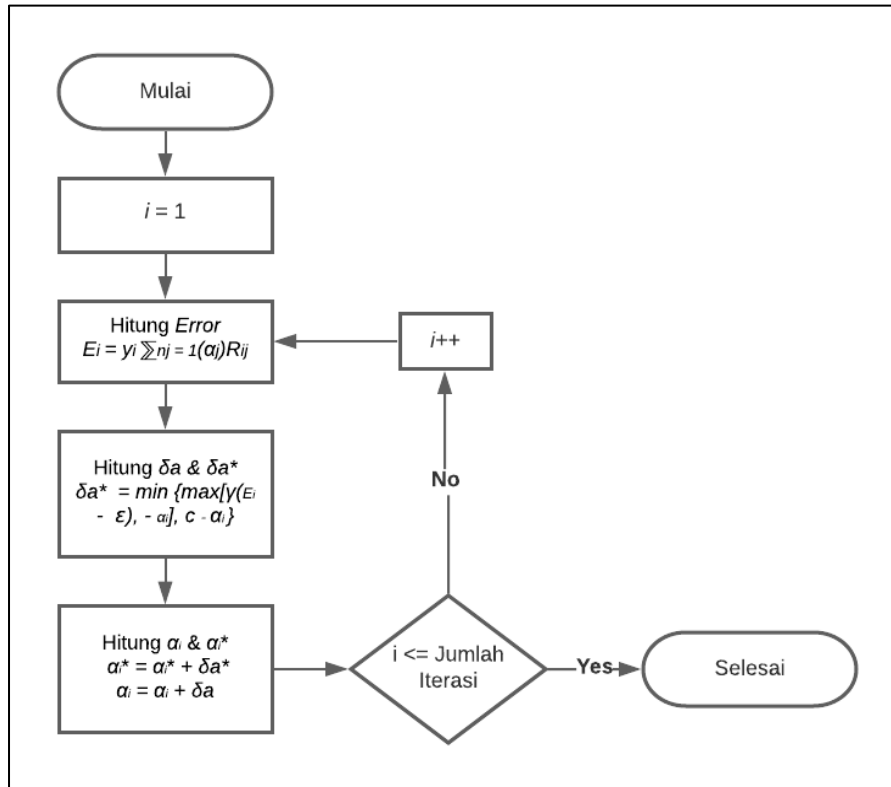 Mulai
i = 1
Hitung Error
Ei = yi ∑nj = 1(αj)Rij
i++
Hitung δa & δa*
δa* = min {max[γ(Ei
- ε), - αi], c - αi}
No
Hitung αi & αi*
αi* = αi* + δa*
αi = αi + δa
i <= Jumlah
Iterasi
Yes
Selesai